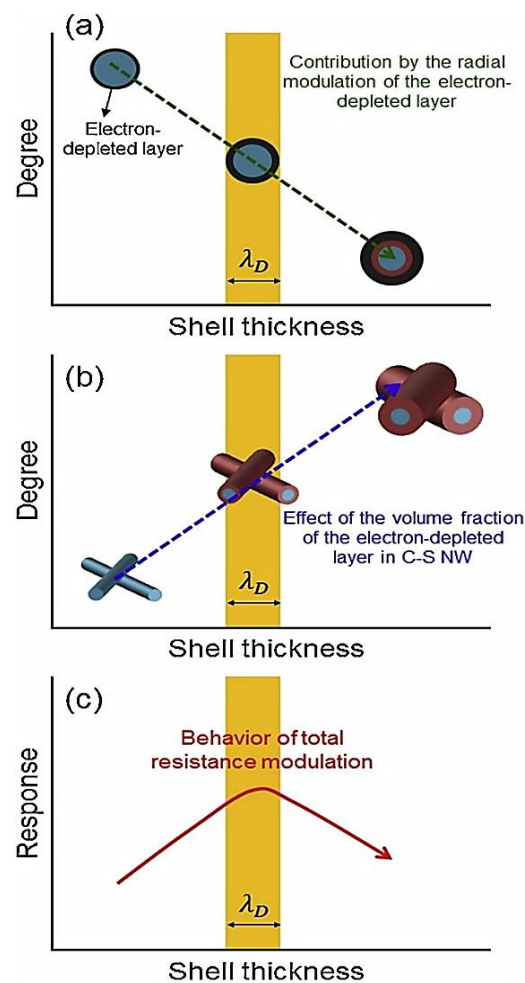 (a)
Contribution by the radial
modulation of the electron-
depleted layer
Electron-
depleted layer
Degree
λD
Shell thickness
(b)
Degree
Effect of the volume fraction
of the electron-depleted
layer in C-S NW
λD
Shell thickness
(c)
Behavior of total
resistance modulation
Response
λD
Shell thickness